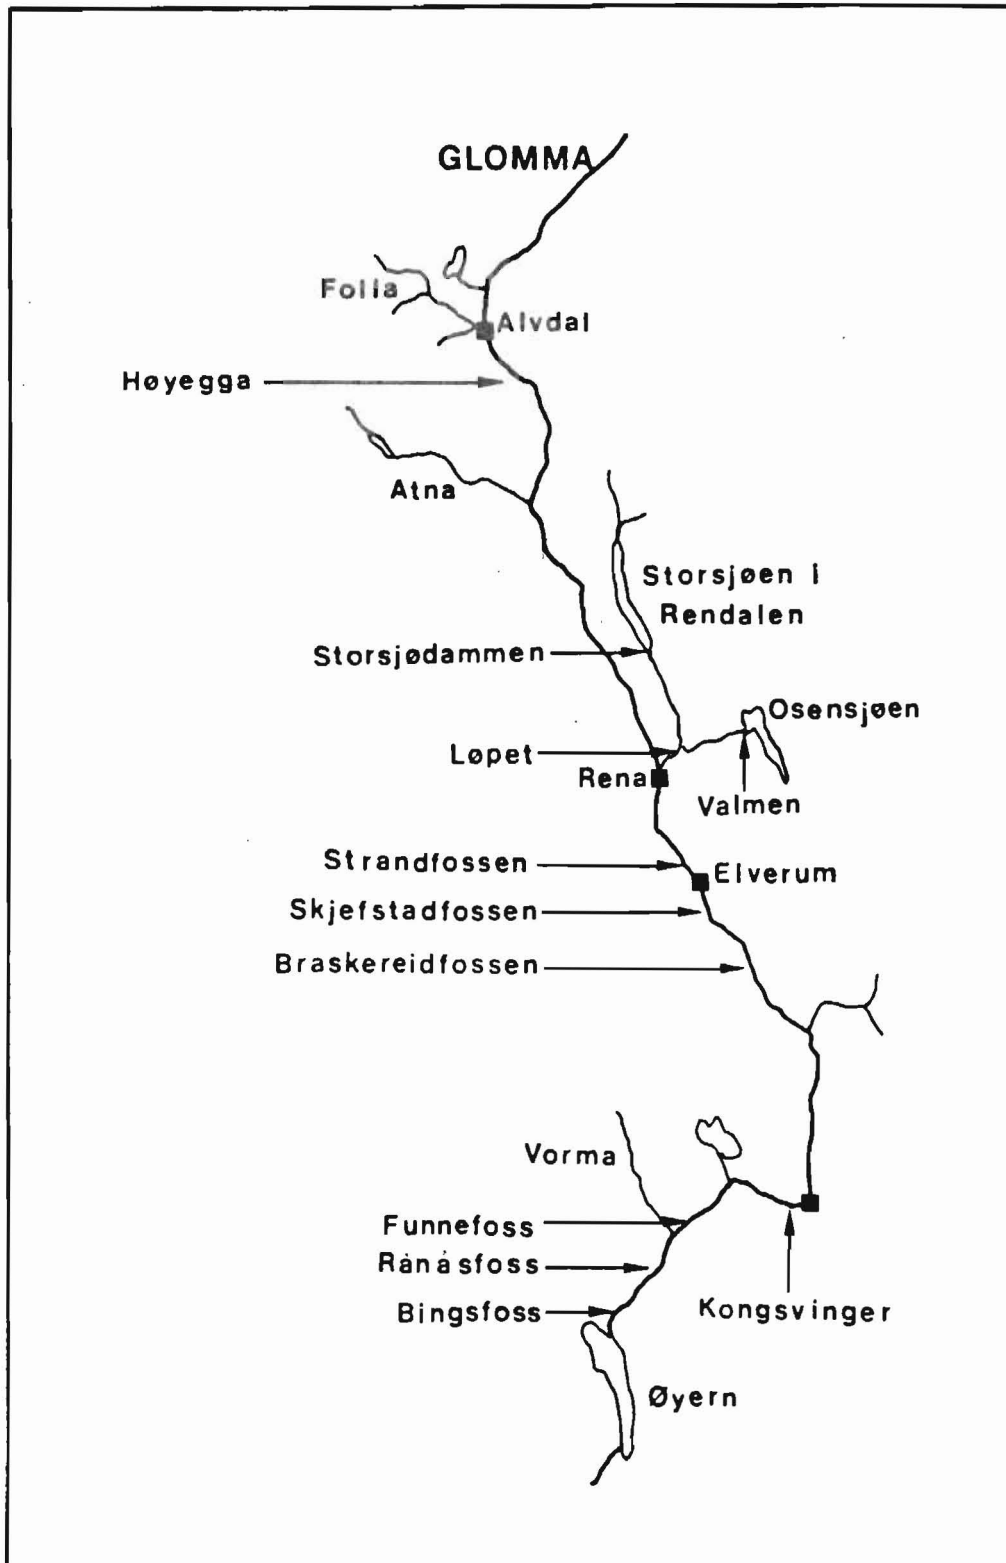 GLOMMA
Folla
Alvdal
Høyegga
Atna
Storsjøen i
Rendalen
Storsjødammen
Osensjøen
Løpet
Rena
Valmen
Strandfossen
Elverum
Skjefstadfossen
Braskereidfossen
Vorma
Funnefoss
Rånåsfoss
Bingsfoss
Kongsvinger
Øyern